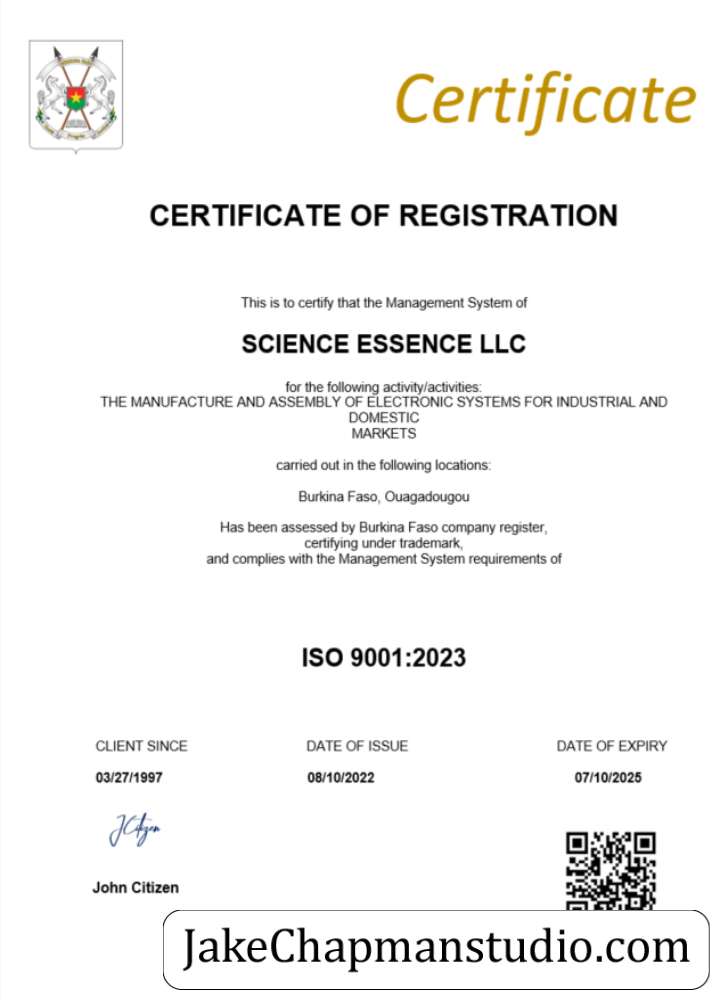 Certificate
CERTIFICATE OF REGISTRATION
This is to certify that the Management System of
SCIENCE ESSENCE LLC
for the following activity/activities:
THE MANUFACTURE AND ASSEMBLY OF ELECTRONIC SYSTEMS FOR INDUSTRIAL AND
DOMESTIC
MARKETS
carried out in the following locations:
Burkina Faso, Ouagadougou
Has been assessed by Burkina Faso company register,
certifying under trademark,
and complies with the Management System requirements of
ISO 9001:2023
CLIENT SINCE DATE OF ISSUE DATE OF EXPIRY
03/27/1997 08/10/2022 07/10/2025
JCitizen
John Citizen
JakeChapmanstudio.com